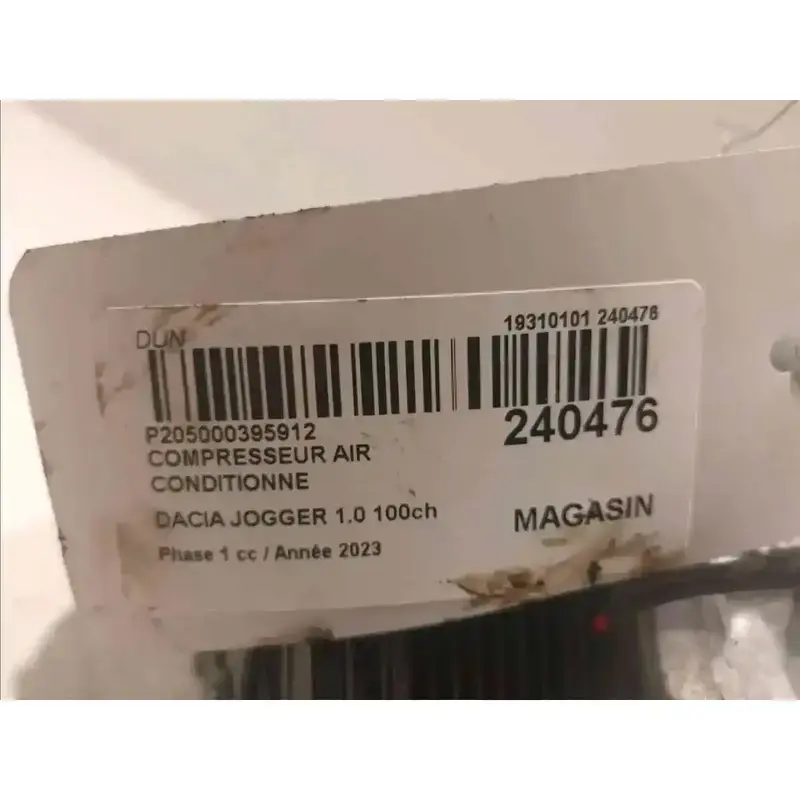 DUN
19310101 240476
P205000395912
240476
COMPRESSEUR AIR
CONDITIONNE
DACIA JOGGER 1.0 100ch
MAGASIN
Phase 1 cc / Année 2023